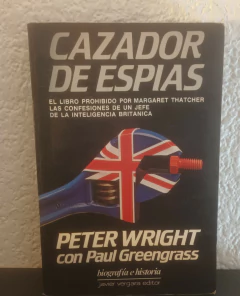 CAZADOR
DE ESPIAS
EL LIBRO PROHIBIDO POR MARGARET THATCHER
LAS CONFESIONES DE UN JEFE
DE LA INTELIGENCIA BRITANICA
PETER WRIGHT
con Paul Greengrass
biografía e historia
javier vergara editor